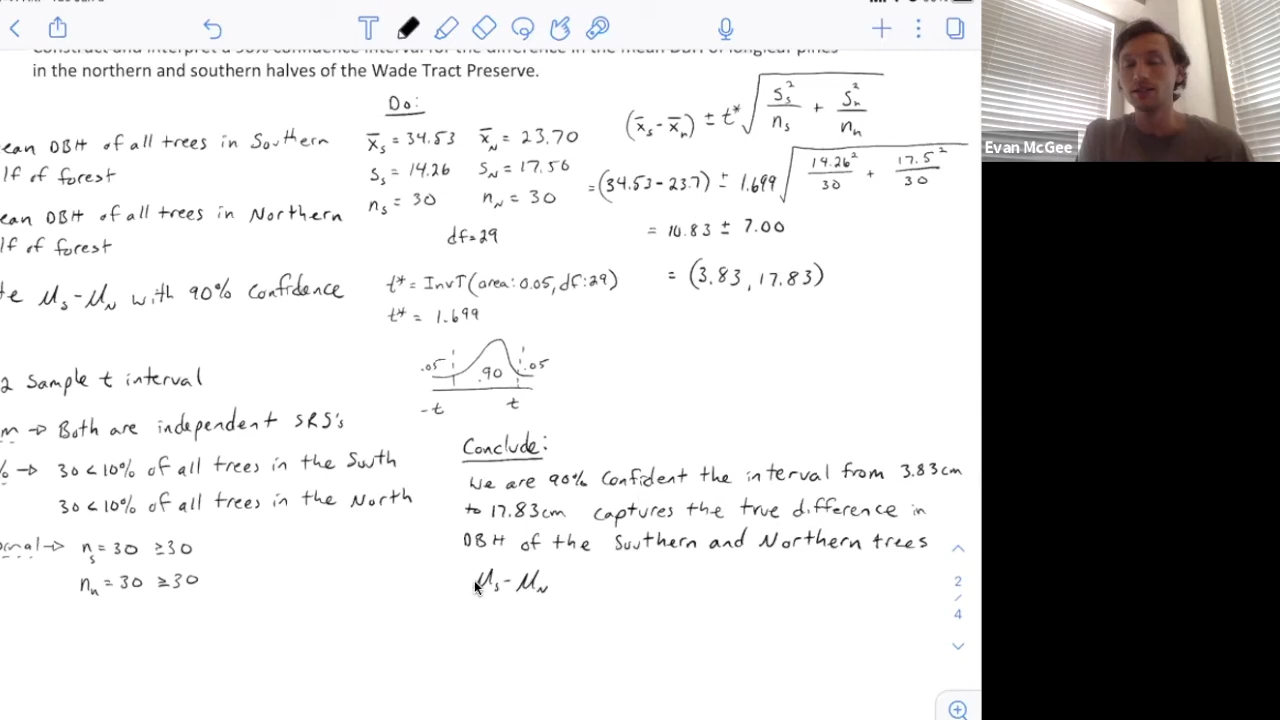 in the northern and southern halves of the Wade Tract Preserve.
ean DBH of all trees in Southern
lf of forest
ean DBH of all trees in Northern
lf of forest
te μs-μN with 90% Confidence
2 Sample t interval
m → Both are independent SRS's
% → 30 < 10% of all trees in the South
30 < 10% of all trees in the North
ormal → ns = 30 ≥30
nn = 30 ≥30
Do:
x̄s = 34.53 x̄N = 23.70
Ss = 14.26 SN = 17.50
ns = 30 nN = 30
df=29
t* = InvT(area: 0.05, df:29)
t* = 1.699
.05 .90 .05
-t t
(x̄s - x̄n) ± t* √ Ss²/ns + Sn²/nn
= (34.53-23.7) ± 1.699 √ 14.26²/30 + 17.5²/30
= 10.83 ± 7.00
= (3.83, 17.83)
Conclude:
We are 90% Confident the interval from 3.83cm
to 17.83cm captures the true difference in
DBH of the Southern and Northern trees
μs-μN
2
/
4
Evan McGee